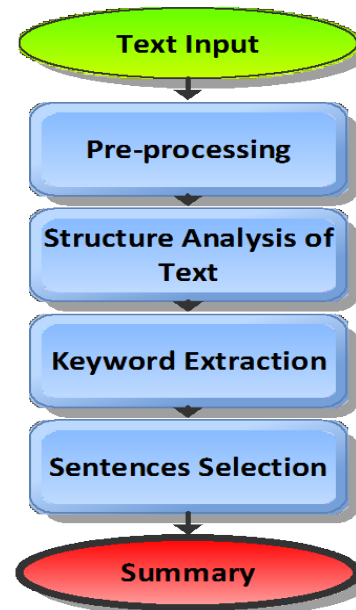 Text Input
Pre-processing
Structure Analysis of
Text
Keyword Extraction
Sentences Selection
Summary